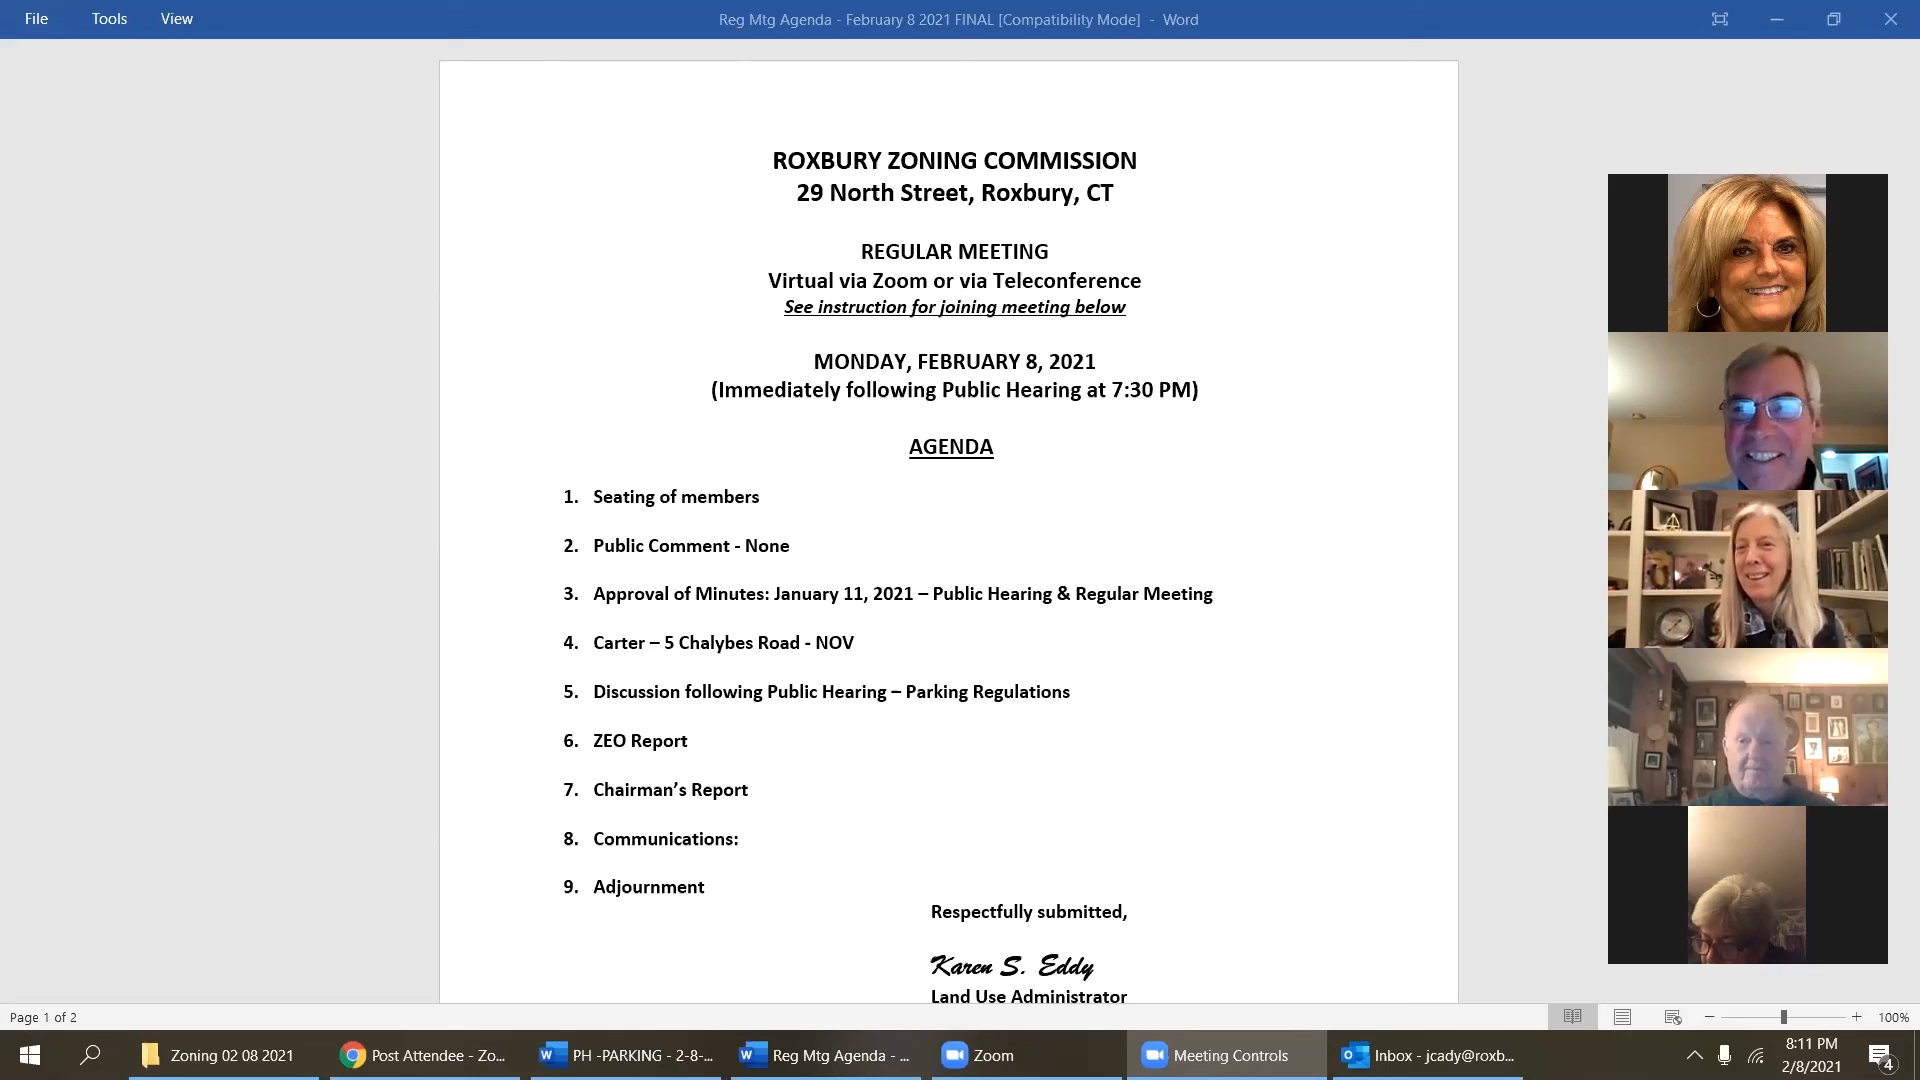 File Tools View
Reg Mtg Agenda - February 8 2021 FINAL [Compatibility Mode] - Word
ROXBURY ZONING COMMISSION
29 North Street, Roxbury, CT
REGULAR MEETING
Virtual via Zoom or via Teleconference
See instruction for joining meeting below
MONDAY, FEBRUARY 8, 2021
(Immediately following Public Hearing at 7:30 PM)
AGENDA
1. Seating of members
2. Public Comment - None
3. Approval of Minutes: January 11, 2021 – Public Hearing & Regular Meeting
4. Carter – 5 Chalybes Road - NOV
5. Discussion following Public Hearing – Parking Regulations
6. ZEO Report
7. Chairman’s Report
8. Communications:
9. Adjournment
Respectfully submitted,
Karen S. Eddy
Land Use Administrator
Page 1 of 2
100%
Zoning 02 08 2021
Post Attendee - Zo...
PH -PARKING - 2-8-...
Reg Mtg Agenda - ...
Zoom
Meeting Controls
Inbox - jcady@roxb...
8:11 PM
2/8/2021
4